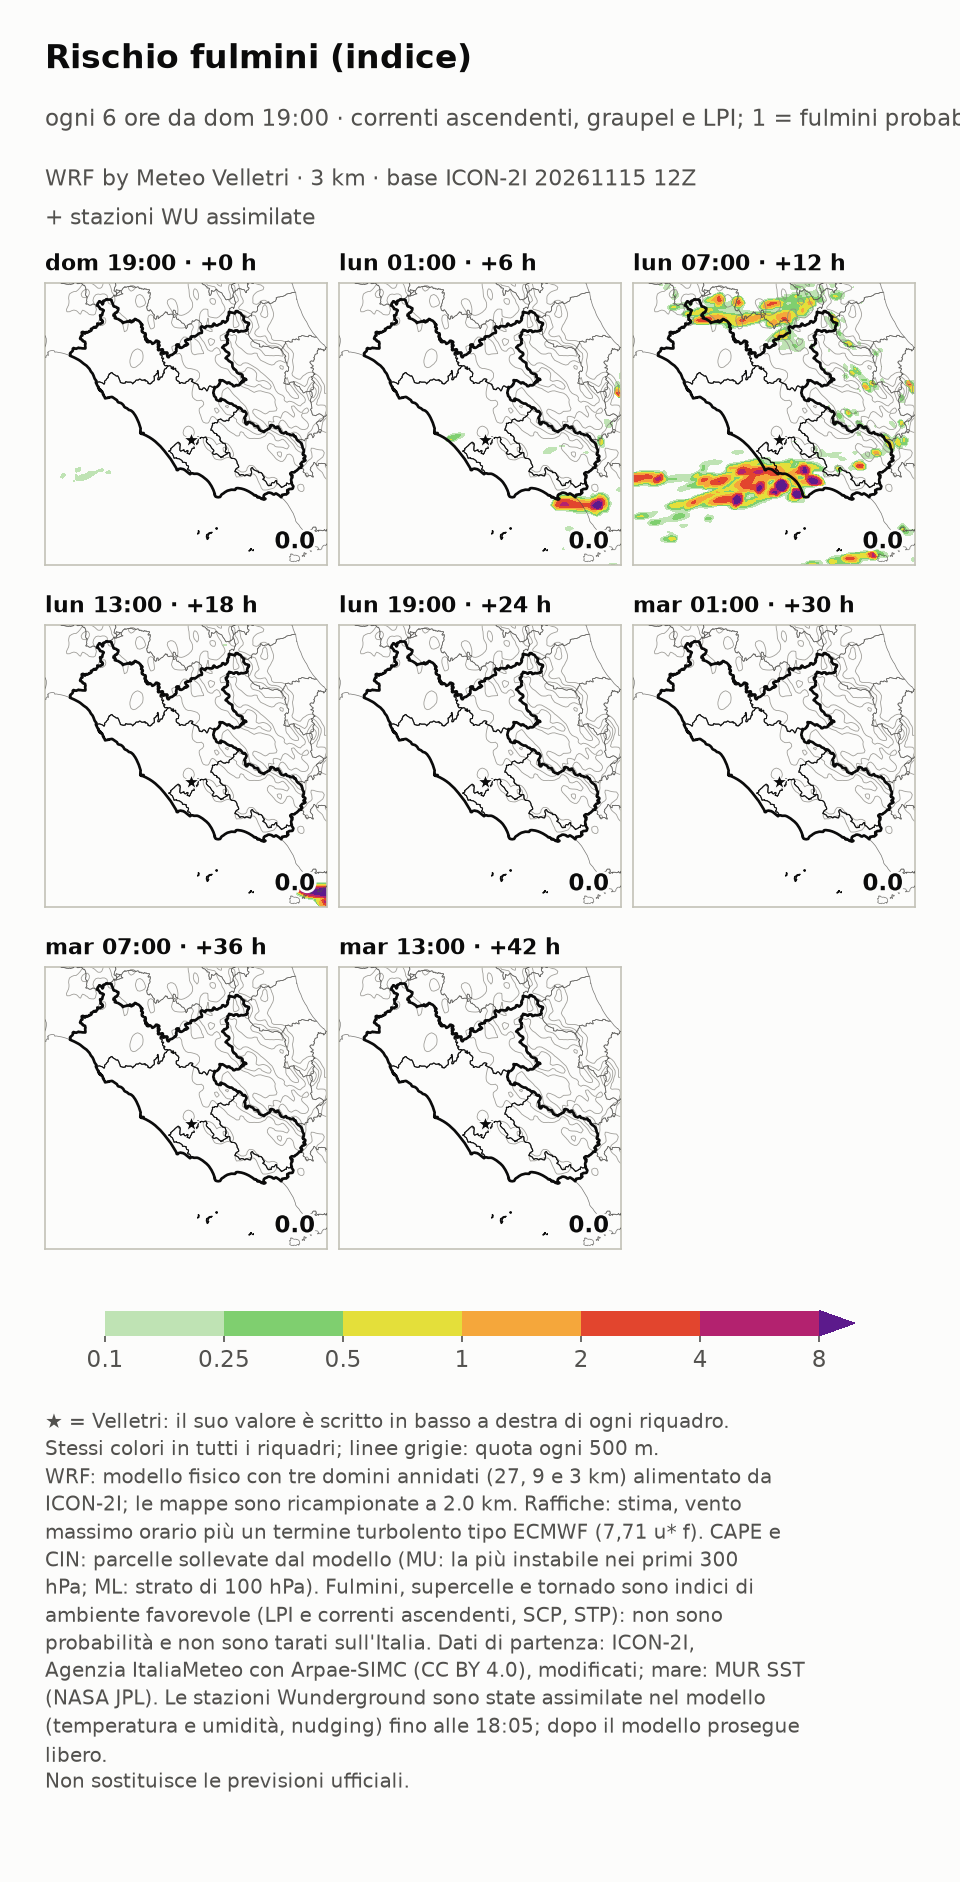 Rischio fulmini (indice)
ogni 6 ore da dom 19:00 · correnti ascendenti, graupel e LPI; 1 = fulmini probab
WRF by Meteo Velletri · 3 km · base ICON-2I 20261115 12Z
+ stazioni WU assimilate
dom 19:00 · +0 h
lun 01:00 · +6 h
lun 07:00 · +12 h
0.0
0.0
0.0
lun 13:00 · +18 h
lun 19:00 · +24 h
mar 01:00 · +30 h
0.0
0.0
0.0
mar 07:00 · +36 h
mar 13:00 · +42 h
0.0
0.0
0.1 0.25 0.5 1 2 4 8
★ = Velletri: il suo valore è scritto in basso a destra di ogni riquadro.
Stessi colori in tutti i riquadri; linee grigie: quota ogni 500 m.
WRF: modello fisico con tre domini annidati (27, 9 e 3 km) alimentato da
ICON-2I; le mappe sono ricampionate a 2.0 km. Raffiche: stima, vento
massimo orario più un termine turbolento tipo ECMWF (7,71 u* f). CAPE e
CIN: parcelle sollevate dal modello (MU: la più instabile nei primi 300
hPa; ML: strato di 100 hPa). Fulmini, supercelle e tornado sono indici di
ambiente favorevole (LPI e correnti ascendenti, SCP, STP): non sono
probabilità e non sono tarati sull'Italia. Dati di partenza: ICON-2I,
Agenzia ItaliaMeteo con Arpae-SIMC (CC BY 4.0), modificati; mare: MUR SST
(NASA JPL). Le stazioni Wunderground sono state assimilate nel modello
(temperatura e umidità, nudging) fino alle 18:05; dopo il modello prosegue
libero.
Non sostituisce le previsioni ufficiali.